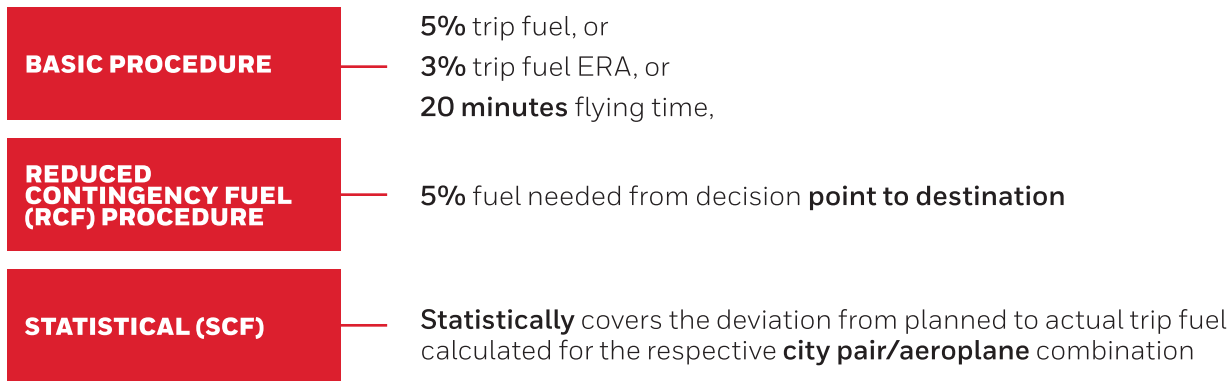 BASIC PROCEDURE
5% trip fuel, or
3% trip fuel ERA, or
20 minutes flying time,
REDUCED
CONTINGENCY FUEL
(RCF) PROCEDURE
5% fuel needed from decision point to destination
STATISTICAL (SCF)
Statistically covers the deviation from planned to actual trip fuel
calculated for the respective city pair/aeroplane combination